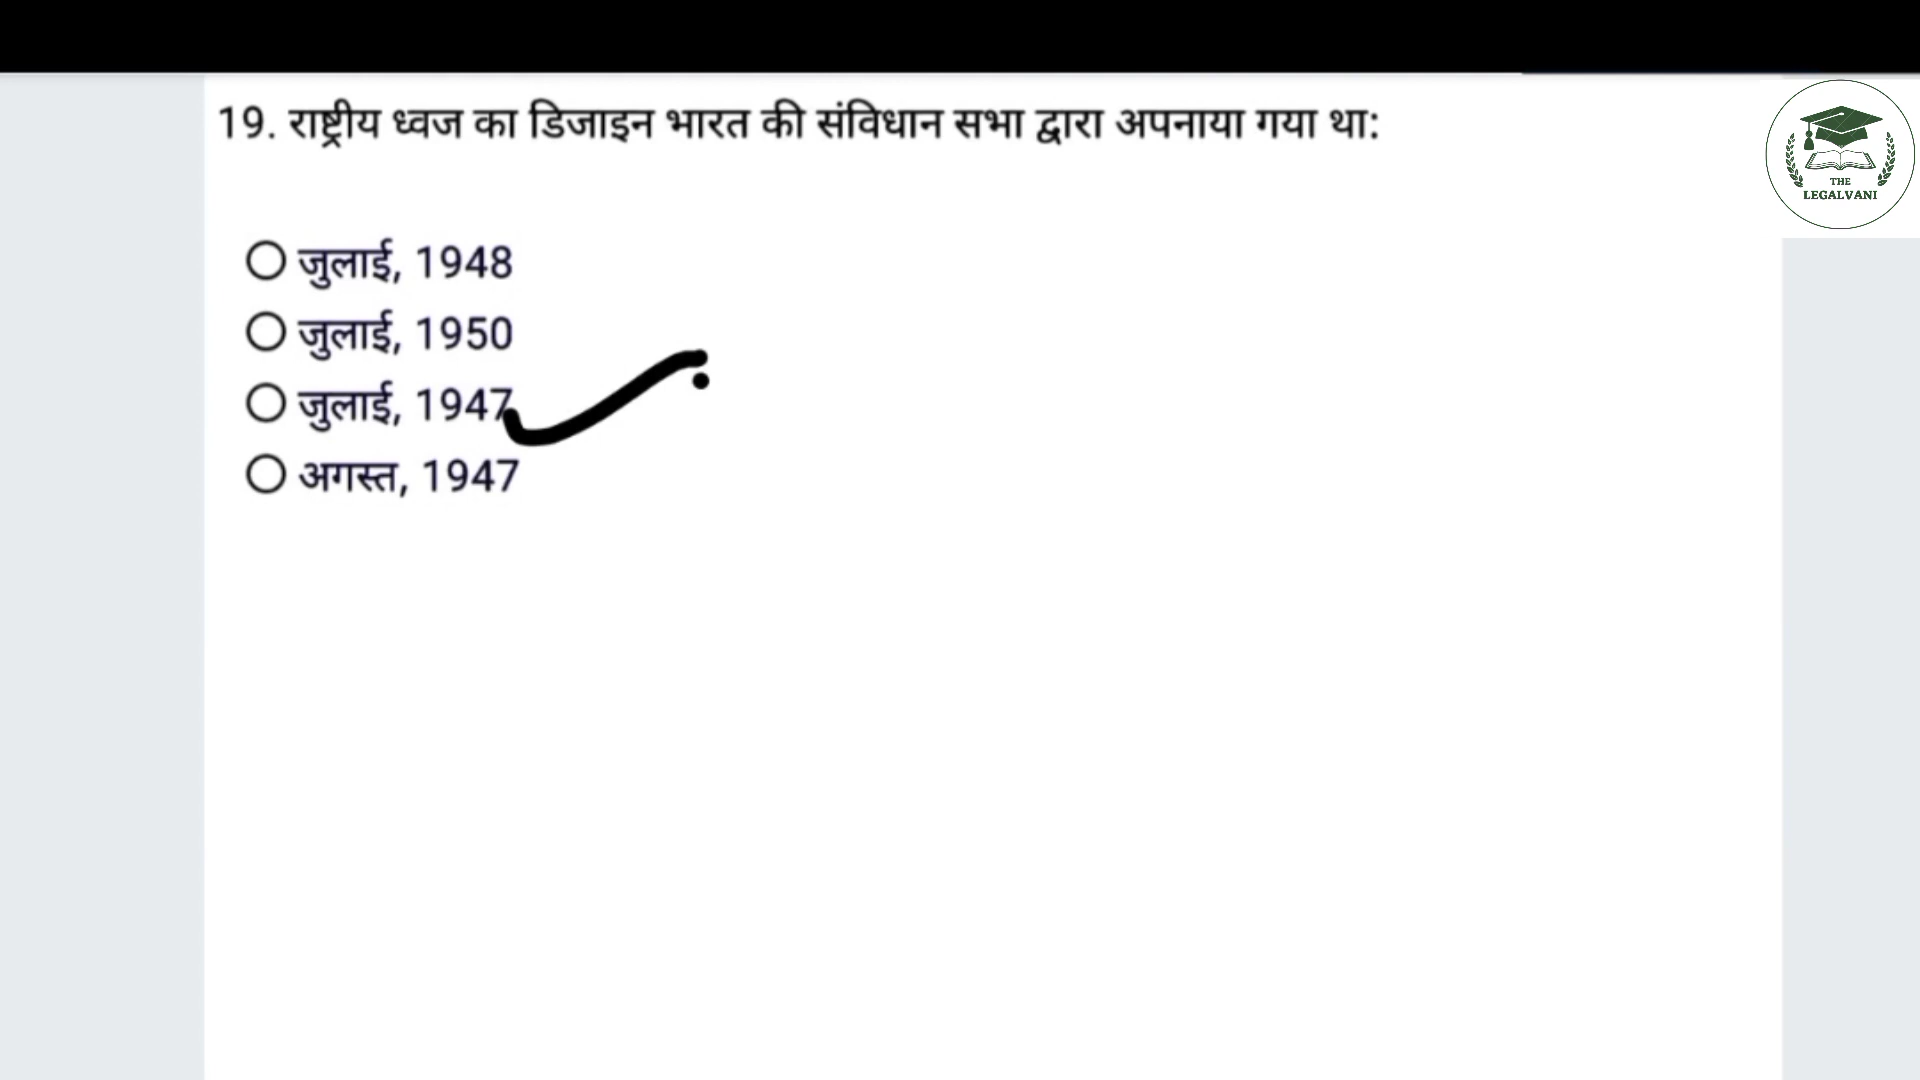 19. राष्ट्रीय ध्वज का डिजाइन भारत की संविधान सभा द्वारा अपनाया गया था:
THE
LEGALVANI
जुलाई, 1948
जुलाई, 1950
जुलाई, 1947
अगस्त, 1947